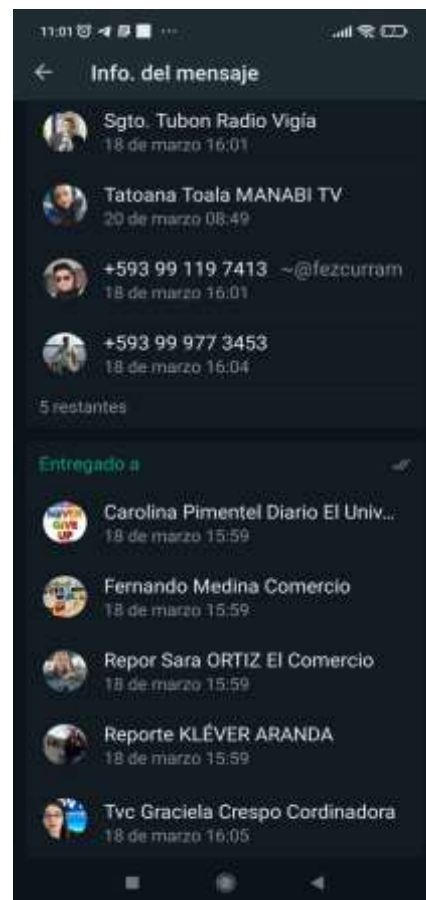 11:01
Info. del mensaje
Sgto. Tubon Radio Vigía
18 de marzo 16:01
Tatoana Toala MANABI TV
20 de marzo 08:49
+593 99 119 7413 ~@fezcurram
18 de marzo 16:01
+593 99 977 3453
18 de marzo 16:04
5 restantes
Entregado a
NEVER
GIVE
UP
Carolina Pimentel Diario El Univ...
18 de marzo 15:59
Fernando Medina Comercio
18 de marzo 15:59
Repor Sara ORTIZ El Comercio
18 de marzo 15:59
Reporte KLÉVER ARANDA
18 de marzo 15:59
Tvc Graciela Crespo Cordinadora
18 de marzo 16:05